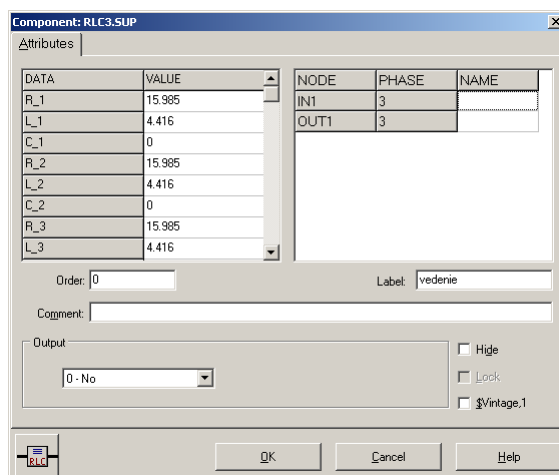 Component: RLC3.SUP
Attributes
DATA VALUE
R_1 15.985
L_1 4.416
C_1 0
R_2 15.985
L_2 4.416
C_2 0
R_3 15.985
L_3 4.416
NODE PHASE NAME
IN1 3
OUT1 3
Order: 0
Label: vedenie
Comment:
Output
0 - No
Hide
Lock
$Vintage,1
RLC
OK
Cancel
Help